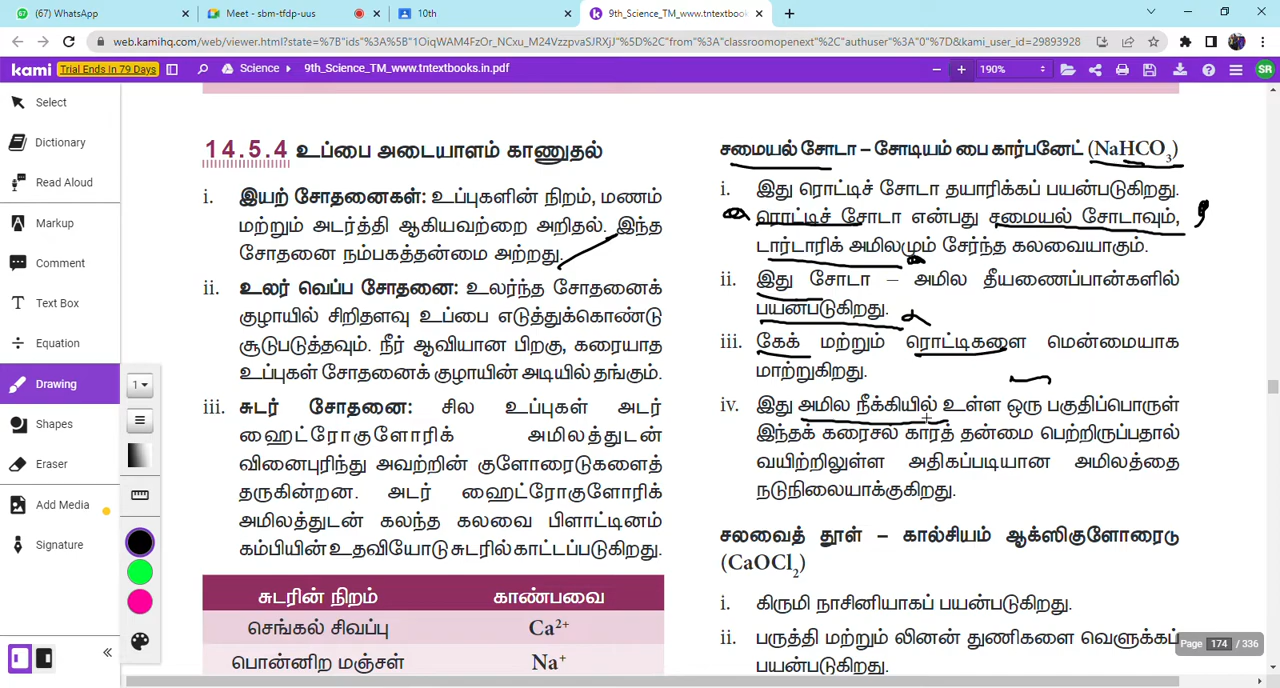 (67) WhatsApp
Meet - sbm-tfdp-uus
10th
9th_Science_TM_www.tntextbooks
web.kamihq.com/web/viewer.html?state=%7B"ids"%3A%5B"1OiqWAM4FzOr_NCxu_M24VzzpvaSJRXjJ"%5D%2C"from"%3A"classroomopennext"%2C"authuser"%3A"0"%7D&kami_user_id=29893928
kami
Trial Ends In 79 Days
Science
9th_Science_TM_www.tntextbooks.in.pdf
190%
SR
Select
Dictionary
Read Aloud
Markup
Comment
Text Box
Equation
Drawing
Shapes
Eraser
Add Media
Signature
1
14.5.4 உப்பை அடையாளம் காணுதல்
i. இயற் சோதனைகள்: உப்புகளின் நிறம், மணம்
மற்றும் அடர்த்தி ஆகியவற்றை அறிதல். இந்த
சோதனை நம்பகத்தன்மை அற்றது.
ii. உலர் வெப்ப சோதனை: உலர்ந்த சோதனைக்
குழாயில் சிறிதளவு உப்பை எடுத்துக்கொண்டு
சூடுபடுத்தவும். நீர் ஆவியான பிறகு, கரையாத
உப்புகள் சோதனைக் குழாயின் அடியில் தங்கும்.
iii. சுடர் சோதனை: சில உப்புகள் அடர்
ஹைட்ரோகுளோரிக் அமிலத்துடன்
வினைபுரிந்து அவற்றின் குளோரைடுகளைத்
தருகின்றன. அடர் ஹைட்ரோகுளோரிக்
அமிலத்துடன் கலந்த கலவை பிளாட்டினம்
கம்பியின் உதவியோடு சுடரில் காட்டப்படுகிறது.
சுடரின் நிறம் காண்பவை
செங்கல் சிவப்பு Ca2+
பொன்னிற மஞ்சள் Na+
சமையல் சோடா – சோடியம் பை கார்பனேட் (NaHCO3)
i. இது ரொட்டிச் சோடா தயாரிக்கப் பயன்படுகிறது.
ரொட்டிச் சோடா என்பது சமையல் சோடாவும்,
டார்டாரிக் அமிலமும் சேர்ந்த கலவையாகும்.
ii. இது சோடா – அமில தீயணைப்பான்களில்
பயன்படுகிறது.
iii. கேக் மற்றும் ரொட்டிகளை மென்மையாக
மாற்றுகிறது.
iv. இது அமில நீக்கியில் உள்ள ஒரு பகுதிப்பொருள்
இந்தக் கரைசல் காரத் தன்மை பெற்றிருப்பதால்
வயிற்றிலுள்ள அதிகப்படியான அமிலத்தை
நடுநிலையாக்குகிறது.
சலவைத் தூள் – கால்சியம் ஆக்ஸிகுளோரைடு
(CaOCl2)
i. கிருமி நாசினியாகப் பயன்படுகிறது.
ii. பருத்தி மற்றும் லினன் துணிகளை வெளுக்கப்
பயன்படுகிறது.
Page 174 / 336